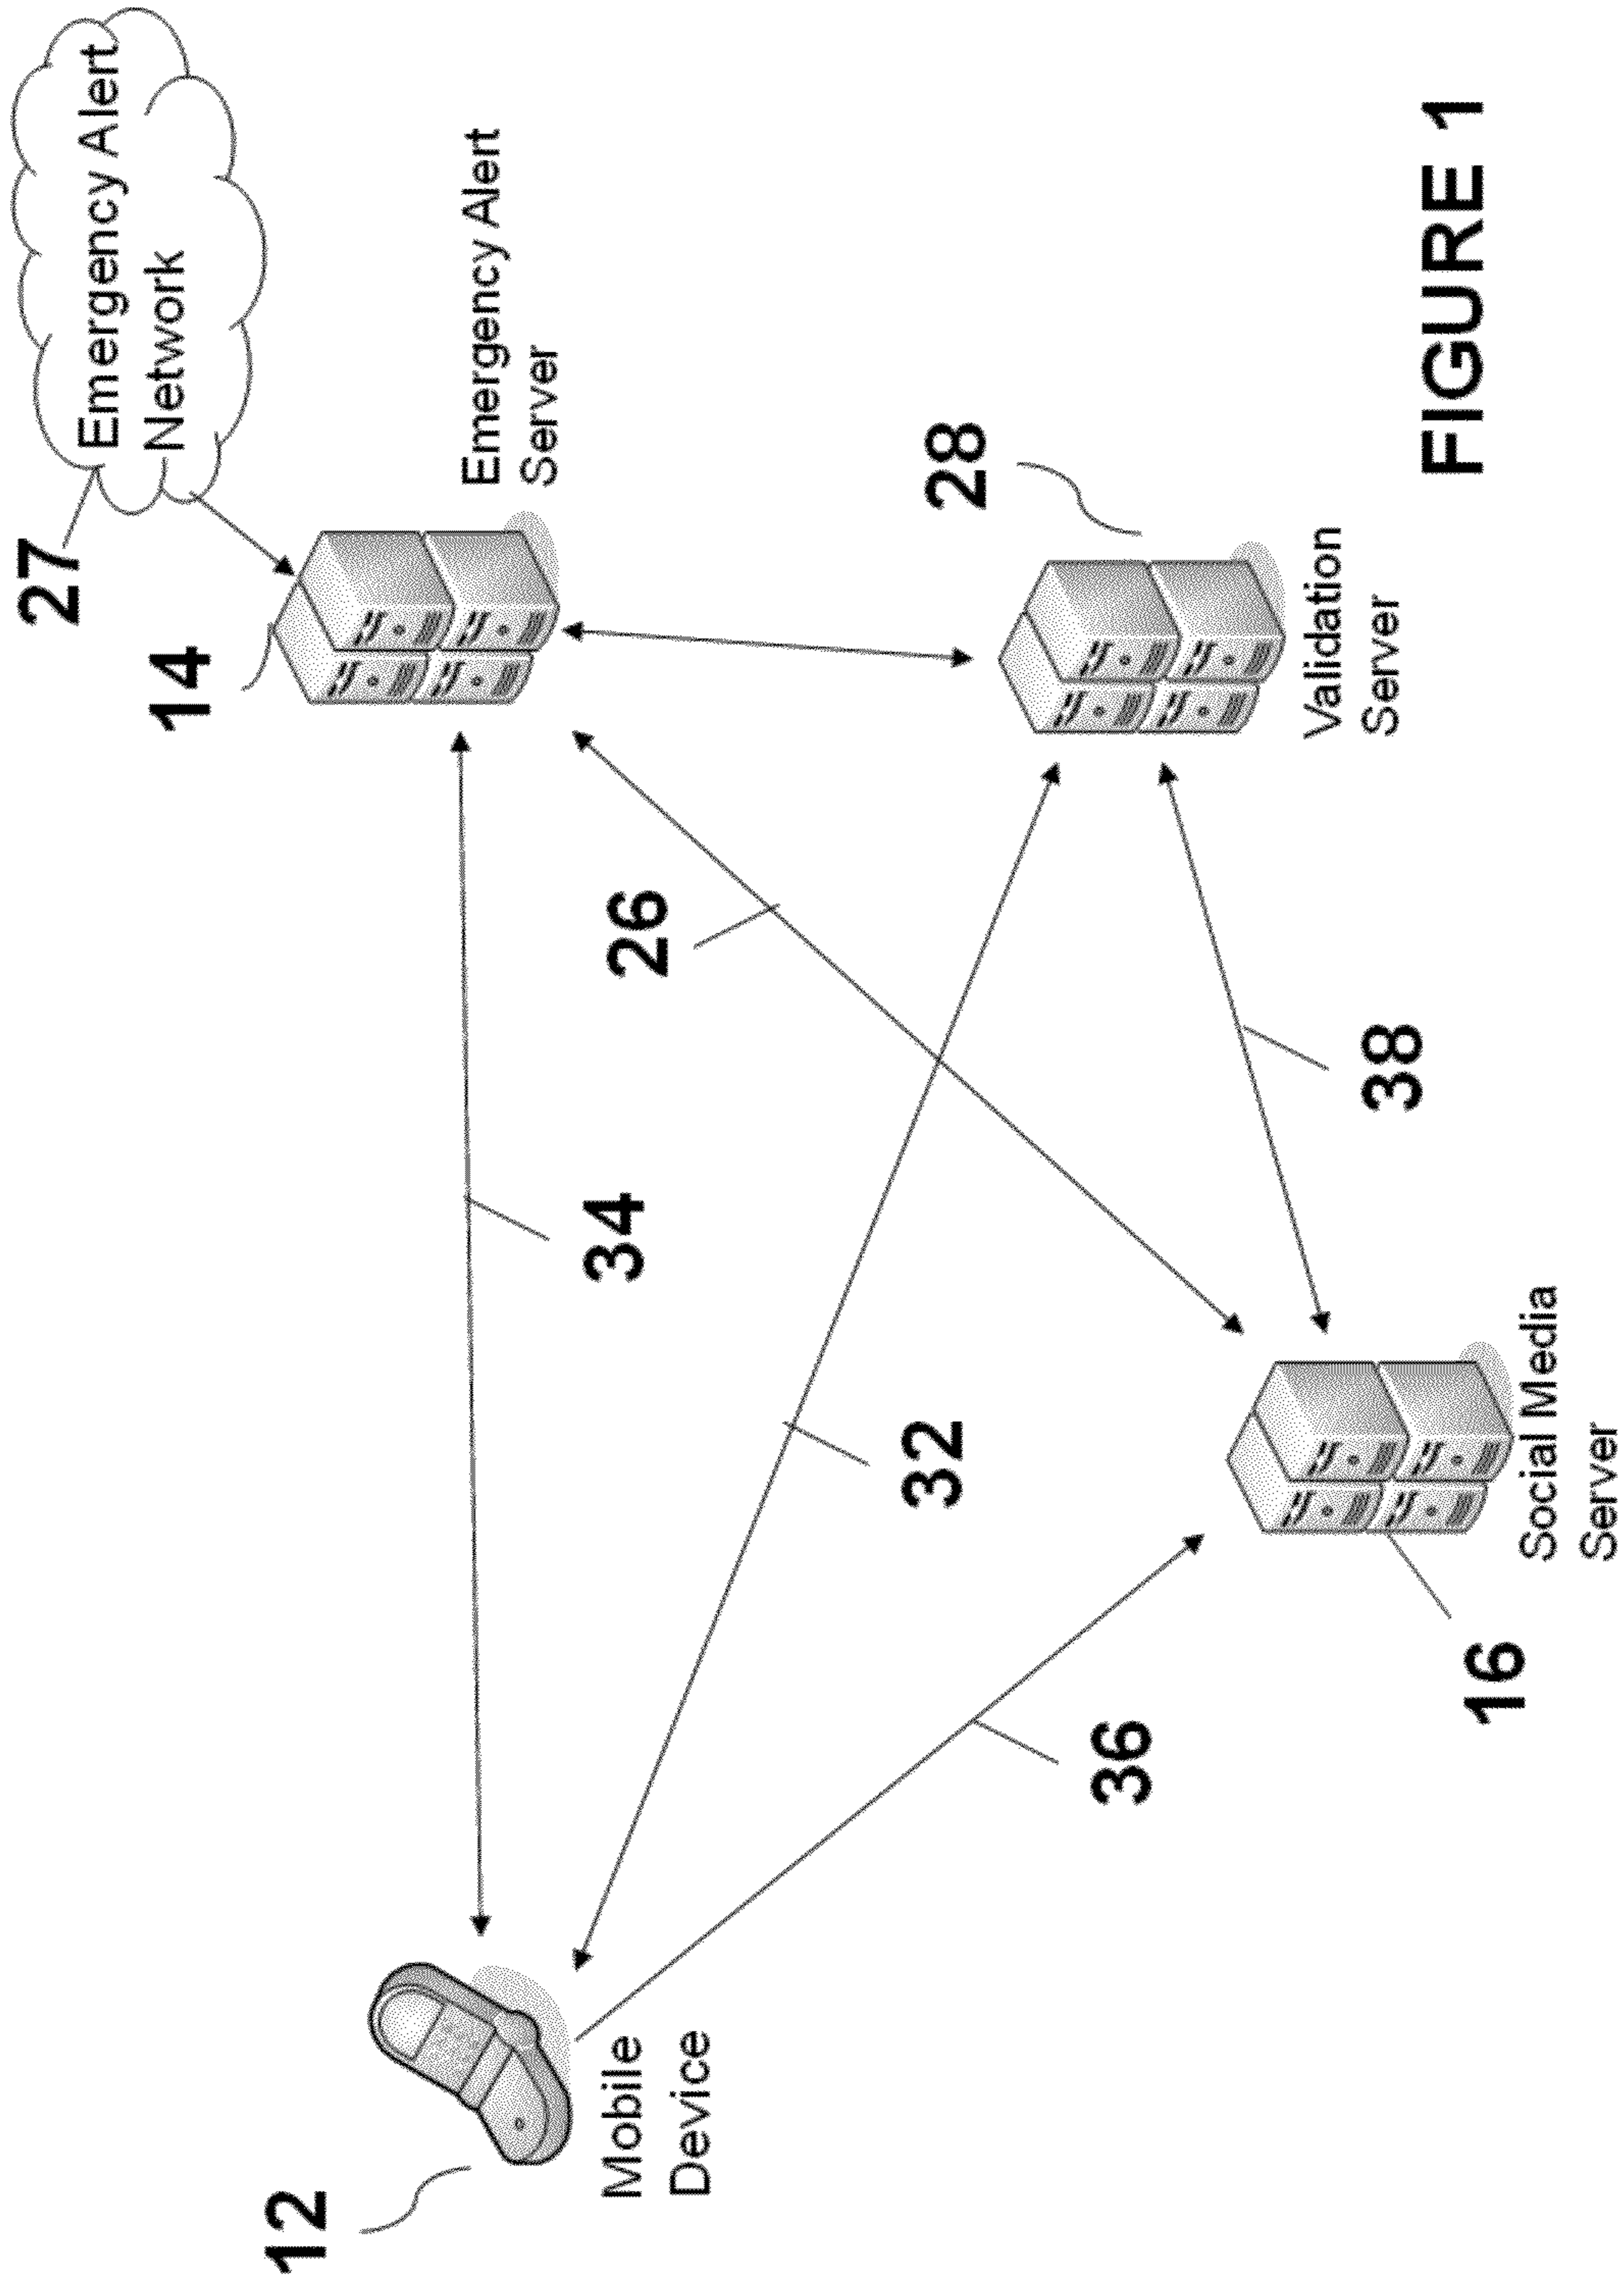 27
Emergency Alert
Network
14
Emergency Alert
Server
12
Mobile
Device
34
26
32
28
Validation
Server
36
38
16
Social Media
Server
FIGURE 1